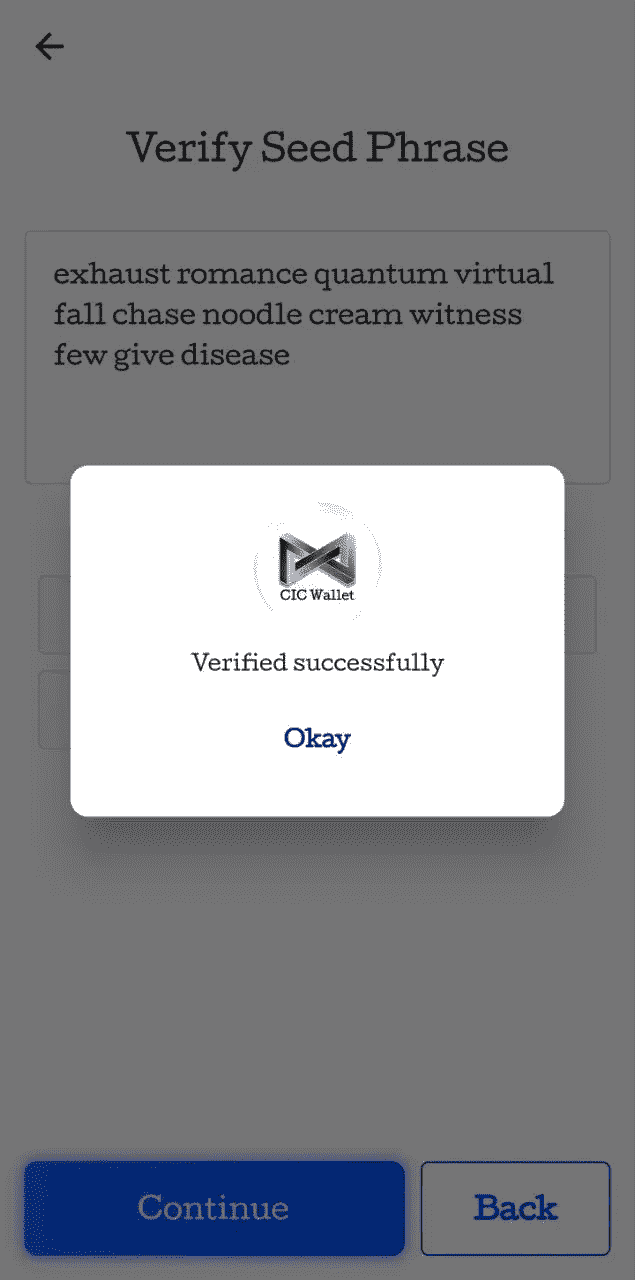 Verify Seed Phrase
exhaust romance quantum virtual
fall chase noodle cream witness
few give disease
CIC Wallet
Verified successfully
Okay
Continue
Back